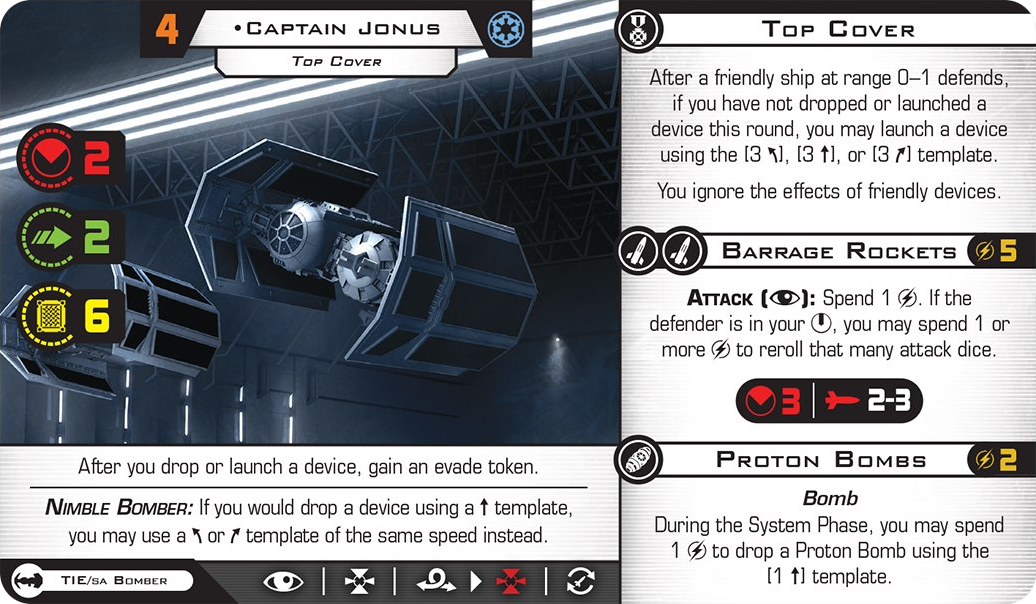 4
•Captain Jonus
Top Cover
2
2
6
After you drop or launch a device, gain an evade token.
Nimble Bomber: If you would drop a device using a ⬆ template,
you may use a ↖ or ↗ template of the same speed instead.
TIE/sa Bomber
Top Cover
After a friendly ship at range 0–1 defends,
if you have not dropped or launched a
device this round, you may launch a device
using the [3 ↖], [3 ⬆], or [3 ↗] template.
You ignore the effects of friendly devices.
Barrage Rockets
5
Attack (): Spend 1 . If the
defender is in your , you may spend 1 or
more  to reroll that many attack dice.
3 2-3
Proton Bombs
2
Bomb
During the System Phase, you may spend
1  to drop a Proton Bomb using the
[1 ⬆] template.